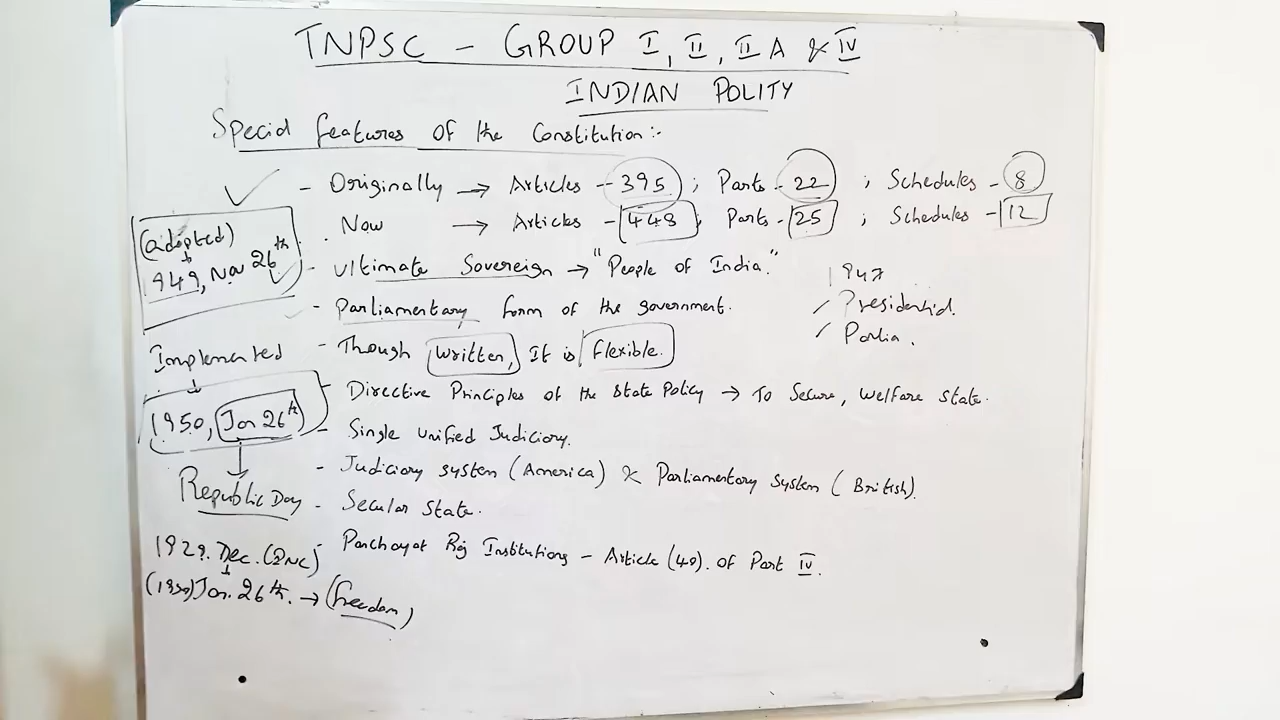 TNPSC - GROUP I, II, II A & IV
INDIAN POLITY
Special features of the Constitution :-
- Originally → Articles - 395 ; Parts - 22 ; Schedules - 8
Now → Articles - 448 ; Parts - 25 ; Schedules - 12
- Ultimate Sovereign → "People of India."
- Parliamentary form of the government.
- Though Written, It is flexible.
- Directive Principles of the State Policy → To Secure, Welfare State.
- Single Unified Judiciary.
- Judiciary System (America) & Parliamentary System (British).
- Secular State.
- Panchayat Raj Institutions - Article (40). of Part IV.
(adopted)
↓
1949, Nov 26th
Implemented
↓
1950, Jan 26th
↓
Republic Day
1929. Dec. (INC)
↓
(1930) Jan. 26th. → (freedom)
1947
/ Presidential.
/ Parlia.